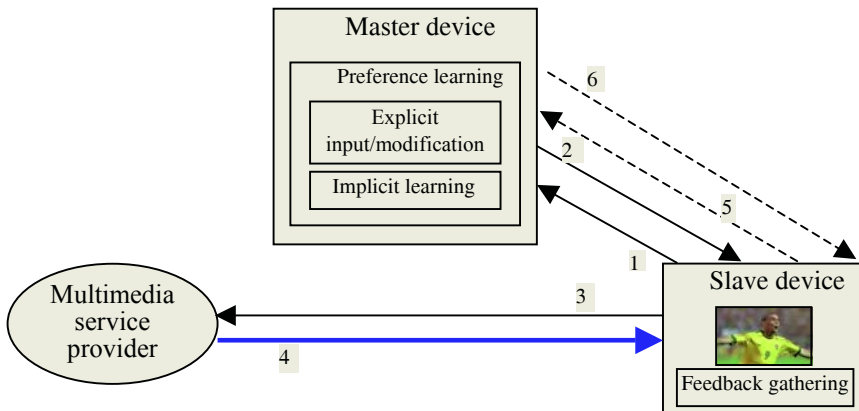 Master device
Preference learning
Explicit
input/modification
Implicit learning
6
2
5
1
Slave device
3
Multimedia
service
provider
4
9
Feedback gathering